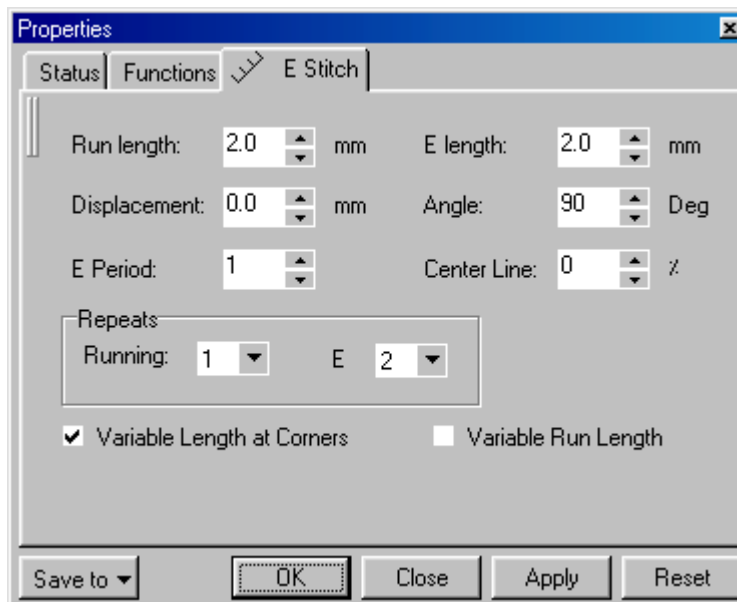 Properties
Status Functions E Stitch
Run length: 2.0 mm E length: 2.0 mm
Displacement: 0.0 mm Angle: 90 Deg
E Period: 1 Center Line: 0 %
Repeats
Running: 1 E 2
Variable Length at Corners Variable Run Length
Save to OK Close Apply Reset